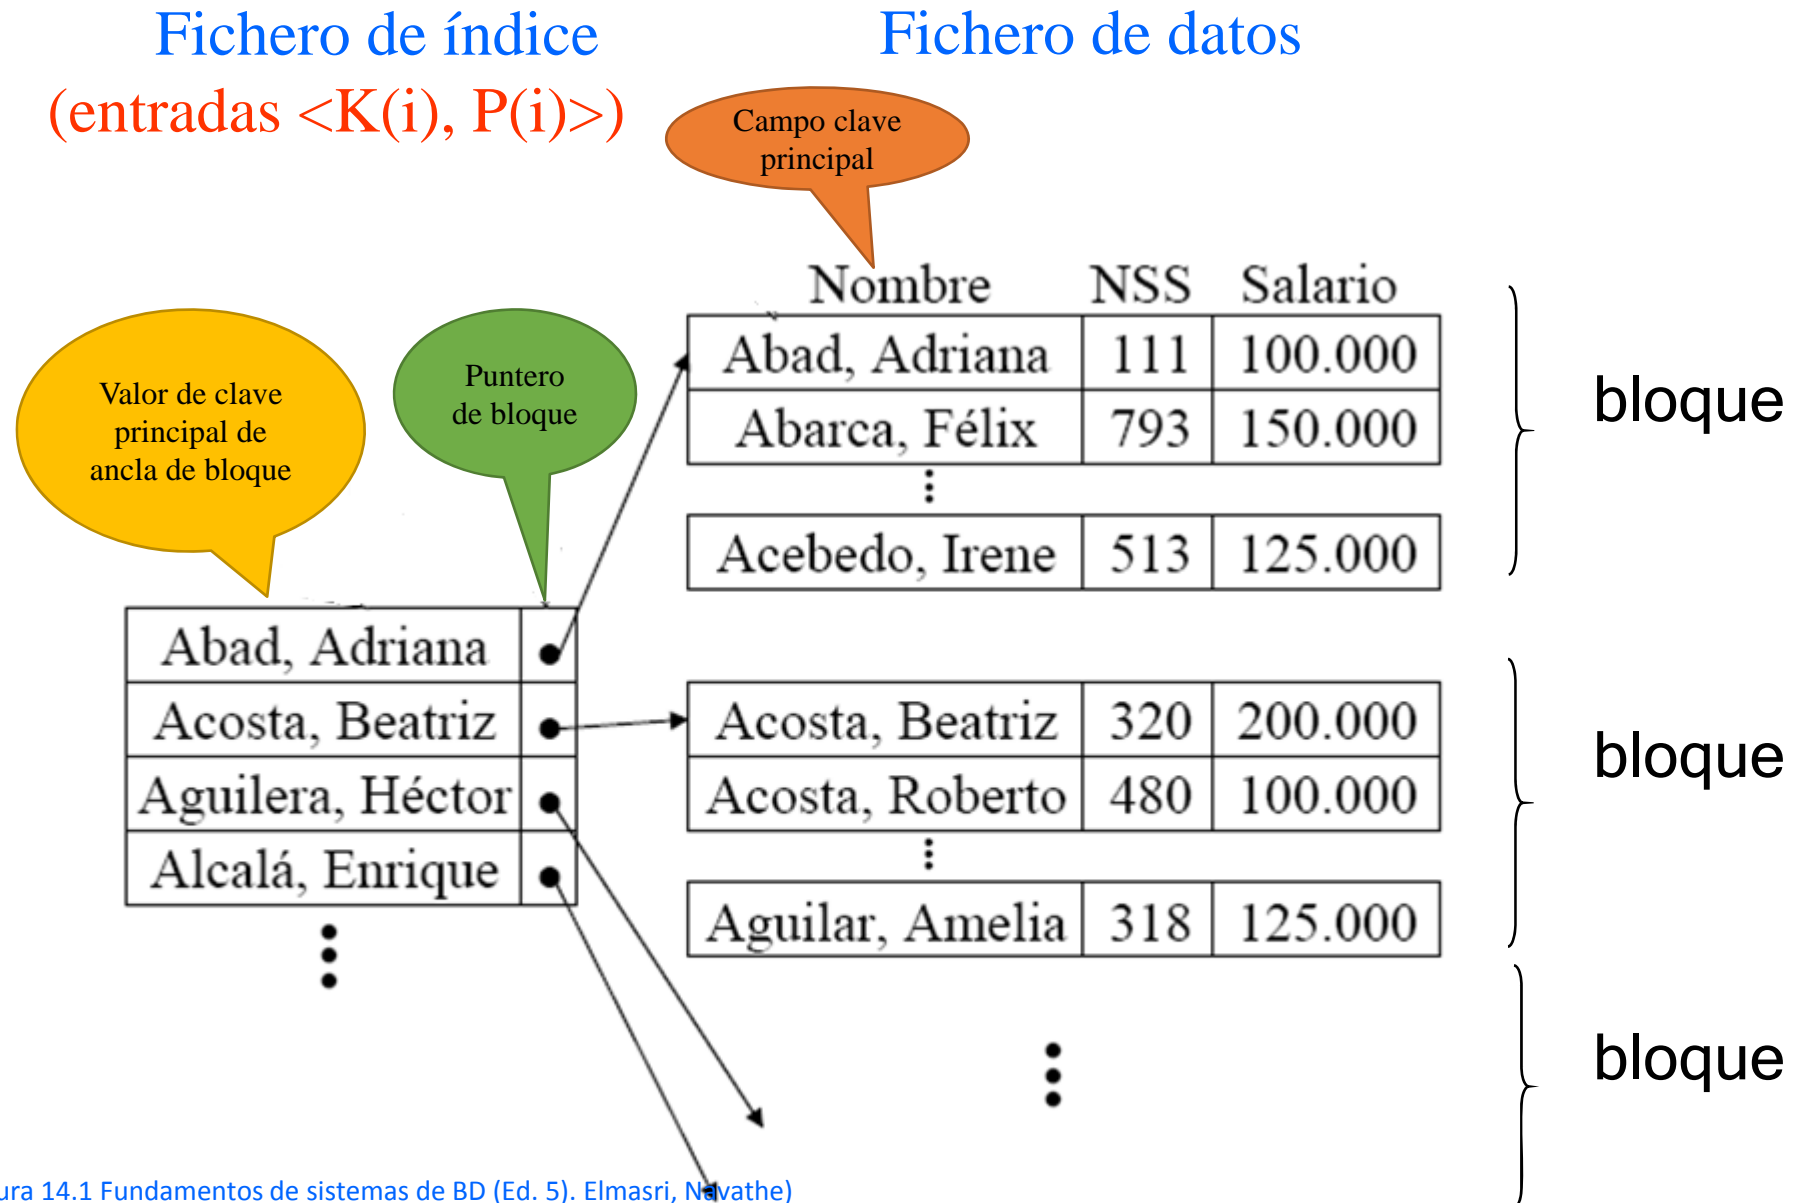 Fichero de índice
Fichero de datos
(entradas <K(i), P(i)>)
Campo clave
principal
Nombre NSS Salario
Abad, Adriana 111 100.000
Abarca, Félix 793 150.000
Acebedo, Irene 513 125.000
bloque
Valor de clave
principal de
ancla de bloque
Puntero
de bloque
Abad, Adriana
Acosta, Beatriz
Aguilera, Héctor
Alcalá, Enrique
Acosta, Beatriz 320 200.000
Acosta, Roberto 480 100.000
Aguilar, Amelia 318 125.000
bloque
bloque
ura 14.1 Fundamentos de sistemas de BD (Ed. 5). Elmasri, Navathe)